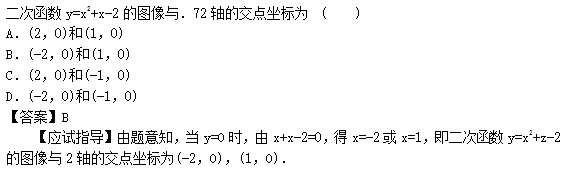 二次函数 y=x²+x-2 的图像与．72 轴的交点坐标为 （　　）
A．(2，0)和(1，0)
B．(-2，0)和(1，0)
C．(2，0)和(-1，0)
D．(-2，0)和(-1，0)
【答案】B
【应试指导】由题意知，当 y=0 时，由 x+x-2=0，得 x=-2 或 x=1，即二次函数 y=x²+z-2
的图像与 2 轴的交点坐标为(-2，0)，(1，0)．